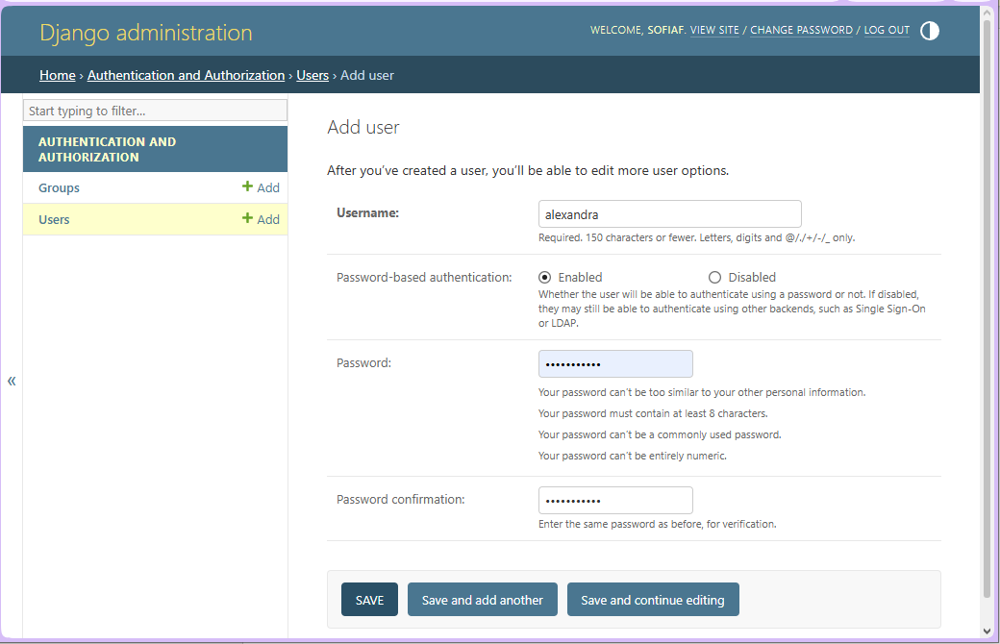 Django administration
WELCOME, SOFIAF. VIEW SITE / CHANGE PASSWORD / LOG OUT
Home › Authentication and Authorization › Users › Add user
Start typing to filter...
AUTHENTICATION AND
AUTHORIZATION
Groups
+ Add
Users
+ Add
«
Add user
After you’ve created a user, you’ll be able to edit more user options.
Username:
alexandra
Required. 150 characters or fewer. Letters, digits and @/./+/-/_ only.
Password-based authentication:
Enabled
Disabled
Whether the user will be able to authenticate using a password or not. If disabled,
they may still be able to authenticate using other backends, such as Single Sign-On
or LDAP.
Password:
•••••••••••
Your password can’t be too similar to your other personal information.
Your password must contain at least 8 characters.
Your password can’t be a commonly used password.
Your password can’t be entirely numeric.
Password confirmation:
•••••••••••
Enter the same password as before, for verification.
SAVE
Save and add another
Save and continue editing